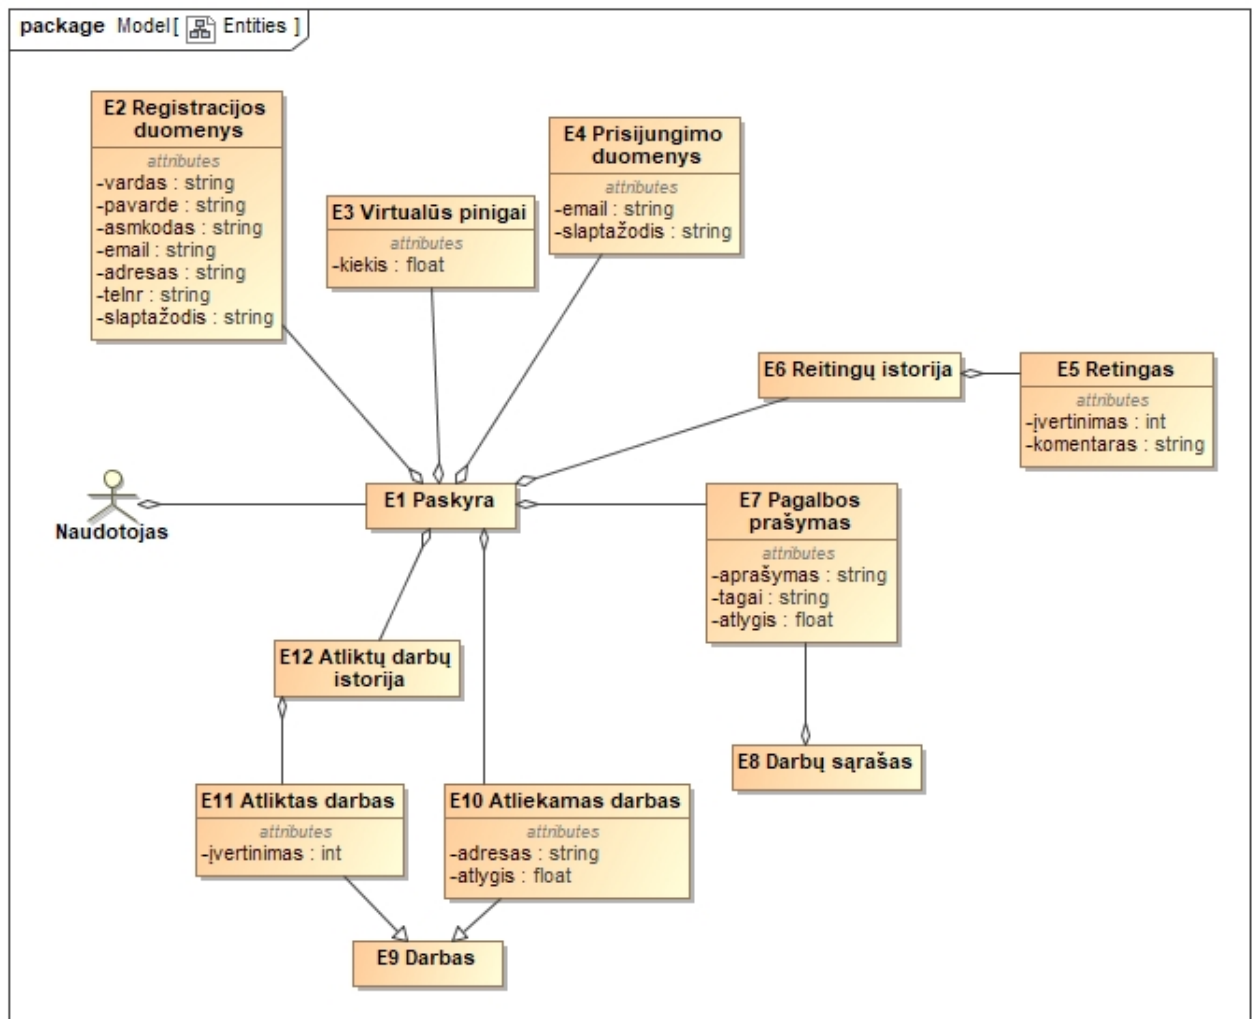 package Model [ Entities ]
E2 Registracijos
duomenys
attributes
-vardas : string
-pavarde : string
-asmkodas : string
-email : string
-adresas : string
-telnr : string
-slaptažodis : string
E3 Virtualūs pinigai
attributes
-kiekis : float
E4 Prisijungimo
duomenys
attributes
-email : string
-slaptažodis : string
E6 Reitingų istorija
E5 Retingas
attributes
-įvertinimas : int
-komentaras : string
Naudotojas
E1 Paskyra
E7 Pagalbos
prašymas
attributes
-aprašymas : string
-tagai : string
-atlygis : float
E12 Atliktų darbų
istorija
E8 Darbų sąrašas
E11 Atliktas darbas
attributes
-įvertinimas : int
E10 Atliekamas darbas
attributes
-adresas : string
-atlygis : float
E9 Darbas